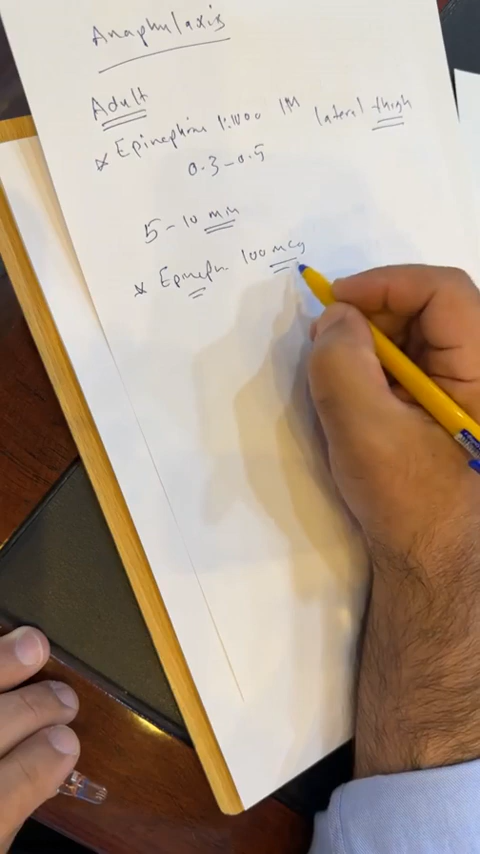 Anaphylaxis
Adult
* Epinephrine 1:1000 IM lateral thigh
0.3-0.5
5-10 min
* Epineph 100 mcg